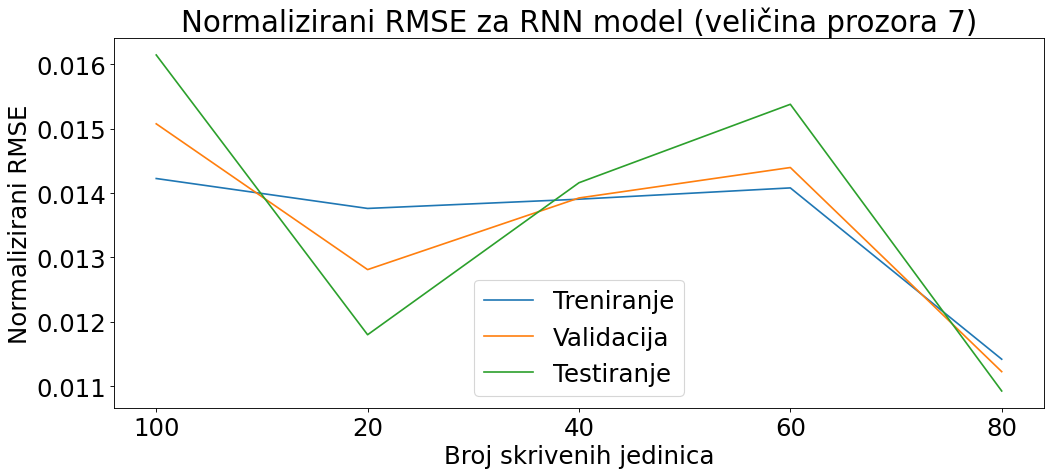 Normalizirani RMSE za RNN model (veličina prozora 7)
Normalizirani RMSE
0.016
0.015
0.014
0.013
0.012
0.011
Treniranje
Validacija
Testiranje
100 20 40 60 80
Broj skrivenih jedinica